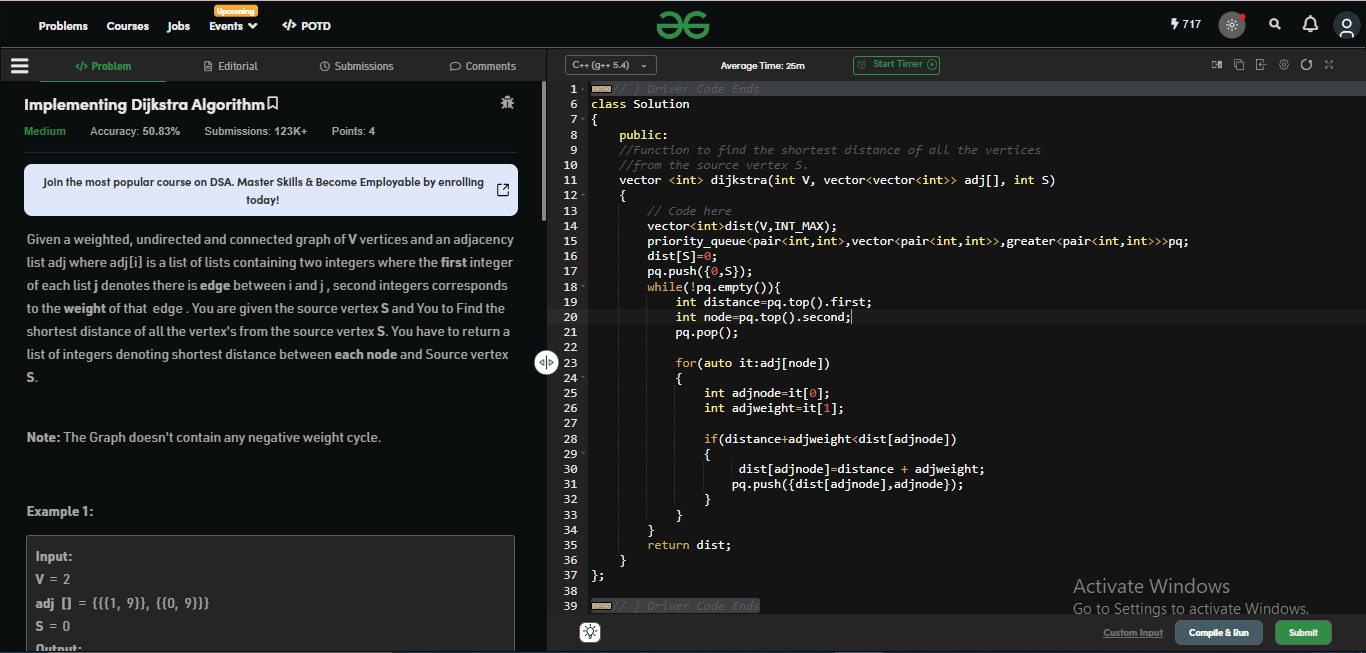 Problems Courses Jobs Events POTD
Upcoming
717
Problem Editorial Submissions Comments
Implementing Dijkstra Algorithm
Medium Accuracy: 50.83% Submissions: 123K+ Points: 4
Join the most popular course on DSA. Master Skills & Become Employable by enrolling
today!
Given a weighted, undirected and connected graph of V vertices and an adjacency
list adj where adj[i] is a list of lists containing two integers where the first integer
of each list j denotes there is edge between i and j , second integers corresponds
to the weight of that edge . You are given the source vertex S and You to Find the
shortest distance of all the vertex's from the source vertex S. You have to return a
list of integers denoting shortest distance between each node and Source vertex
S.
Note: The Graph doesn't contain any negative weight cycle.
Example 1:
Input:
V = 2
adj [] = {{{1, 9}}, {{0, 9}}}
S = 0
Output:
C++ (g++ 5.4) Average Time: 25m Start Timer
1 // } Driver Code Ends
6 class Solution
7 {
8 public:
9 //Function to find the shortest distance of all the vertices
10 //from the source vertex S.
11 vector <int> dijkstra(int V, vector<vector<int>> adj[], int S)
12 {
13 // Code here
14 vector<int>dist(V,INT_MAX);
15 priority_queue<pair<int,int>,vector<pair<int,int>>,greater<pair<int,int>>>pq;
16 dist[S]=0;
17 pq.push({0,S});
18 while(!pq.empty()){
19 int distance=pq.top().first;
20 int node=pq.top().second;
21 pq.pop();
22
23 for(auto it:adj[node])
24 {
25 int adjnode=it[0];
26 int adjweight=it[1];
27
28 if(distance+adjweight<dist[adjnode])
29 {
30 dist[adjnode]=distance + adjweight;
31 pq.push({dist[adjnode],adjnode});
32 }
33 }
34 }
35 return dist;
36 }
37 };
38
39 // } Driver Code Ends
Activate Windows
Go to Settings to activate Windows.
Custom Input Compile & Run Submit